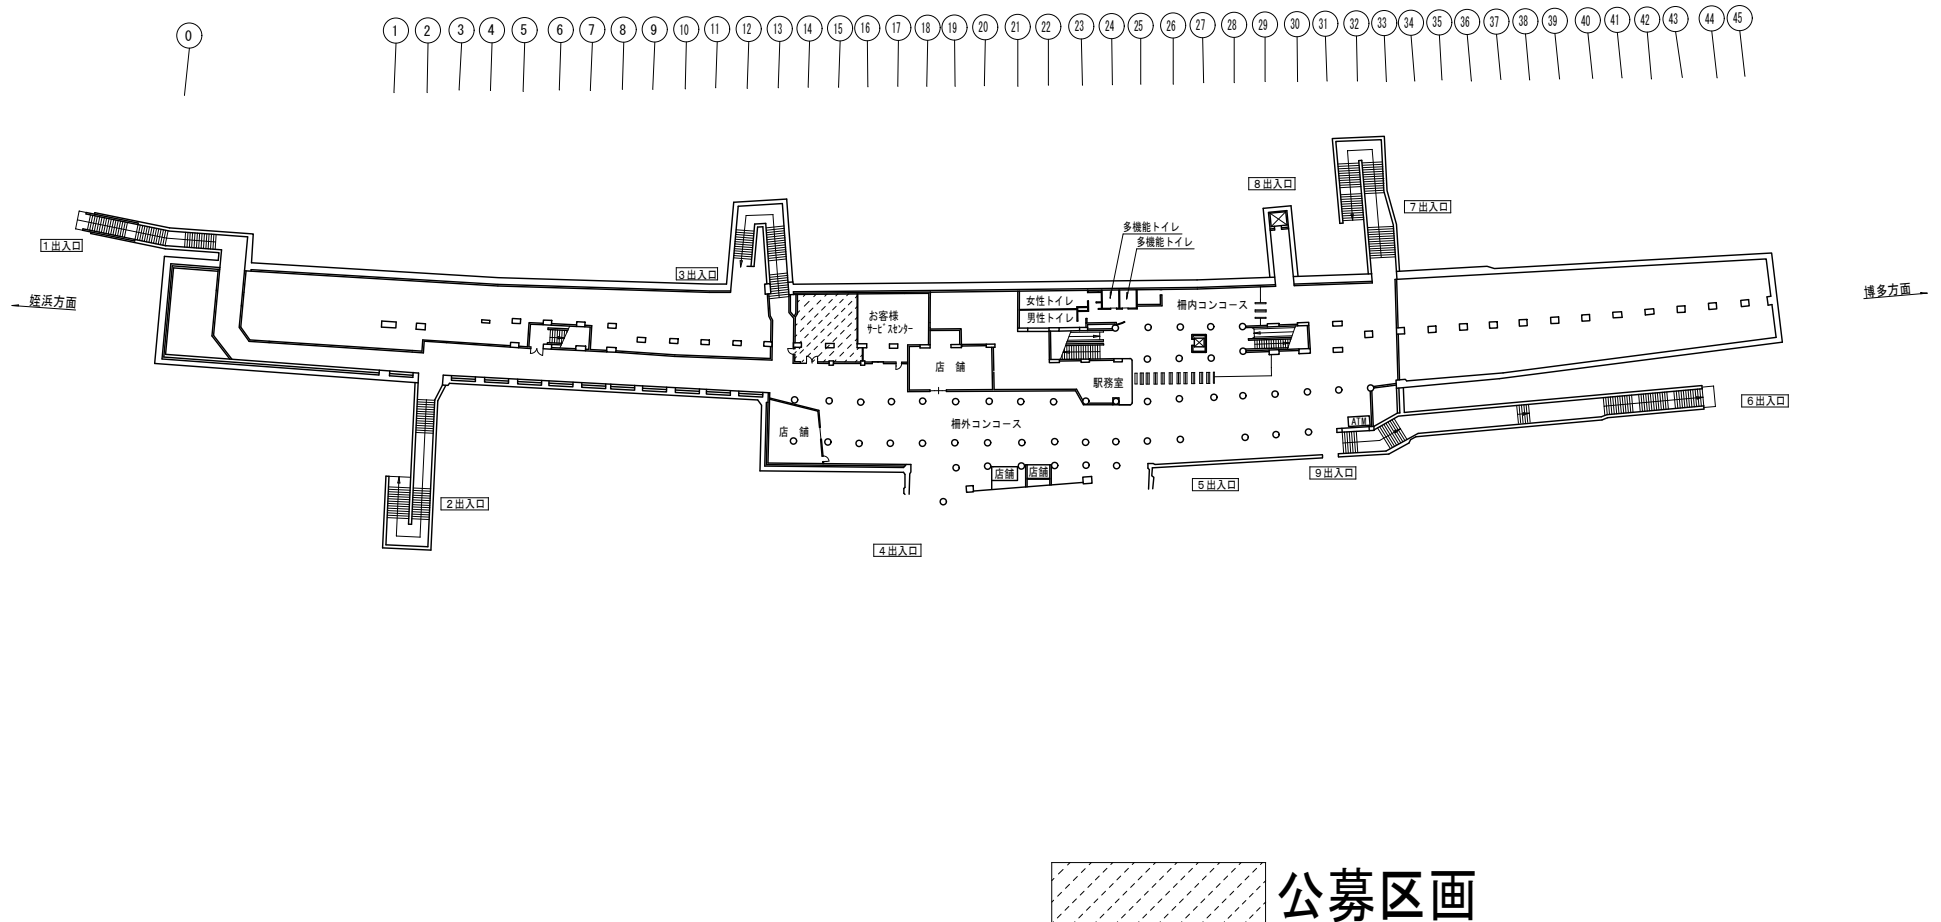 0 1 2 3 4 5 6 7 8 9 10 11 12 13 14 15 16 17 18 19 20 21 22 23 24 25 26 27 28 29 30 31 32 33 34 35 36 37 38 39 40 41 42 43 44 45
8出入口
7出入口
多機能トイレ
多機能トイレ
1出入口
3出入口
姪浜方面
博多方面
女性トイレ
男性トイレ
柵内コンコース
お客様
サービスセンター
店舗
駅務室
6出入口
ATM
柵外コンコース
店舗
店舗
店舗
9出入口
5出入口
2出入口
4出入口
公募区画